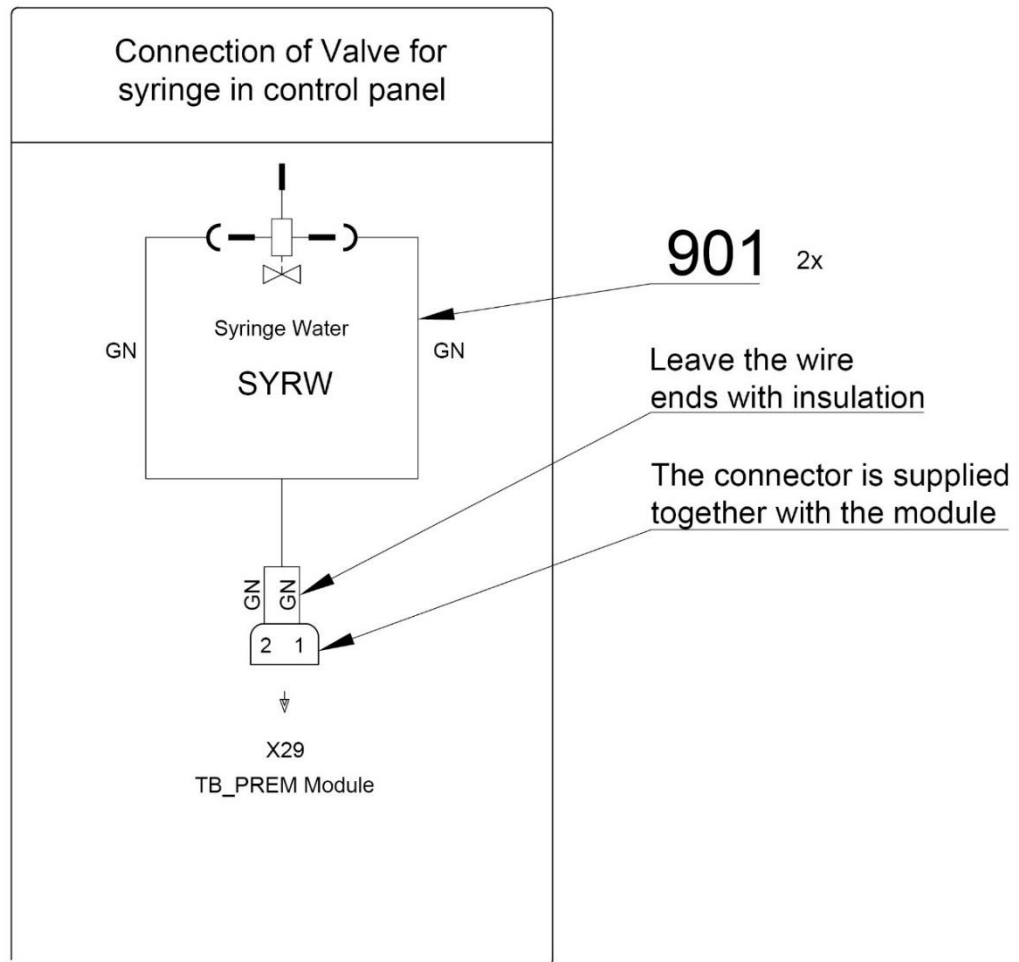 Connection of Valve for
syringe in control panel
901 2x
Syringe Water
GN
GN
SYRW
Leave the wire
ends with insulation
The connector is supplied
together with the module
GN
GN
2 1
X29
TB_PREM Module